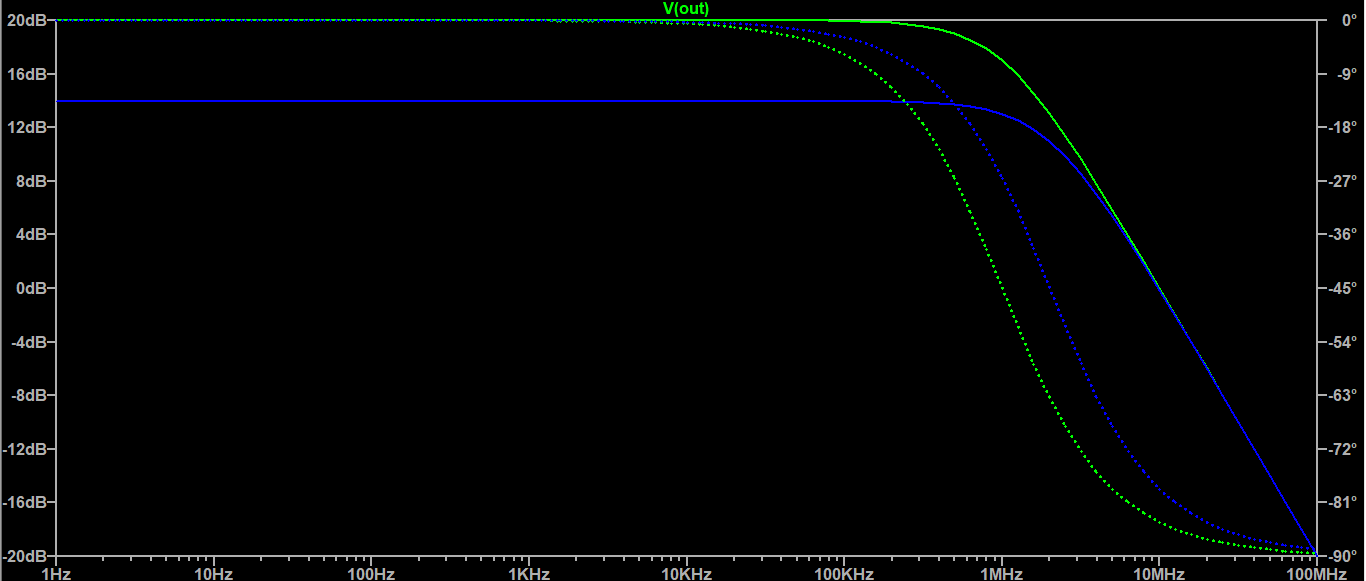 V(out)
20dB 0°
16dB -9°
12dB -18°
8dB -27°
4dB -36°
0dB -45°
-4dB -54°
-8dB -63°
-12dB -72°
-16dB -81°
-20dB -90°
1Hz 10Hz 100Hz 1KHz 10KHz 100KHz 1MHz 10MHz 100MHz